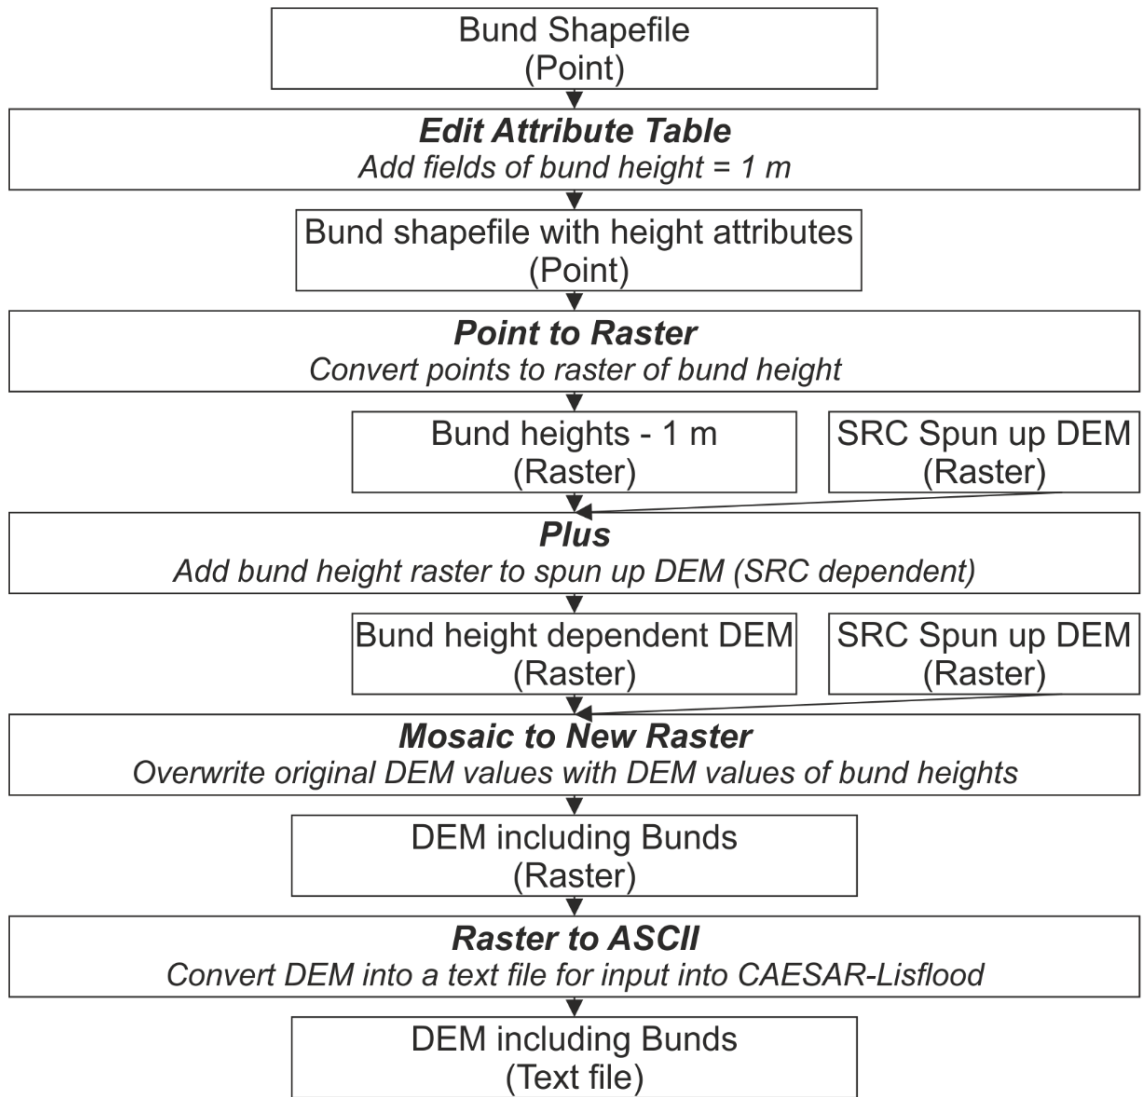 Bund Shapefile
(Point)
Edit Attribute Table
Add fields of bund height = 1 m
Bund shapefile with height attributes
(Point)
Point to Raster
Convert points to raster of bund height
Bund heights - 1 m
(Raster)
SRC Spun up DEM
(Raster)
Plus
Add bund height raster to spun up DEM (SRC dependent)
Bund height dependent DEM
(Raster)
SRC Spun up DEM
(Raster)
Mosaic to New Raster
Overwrite original DEM values with DEM values of bund heights
DEM including Bunds
(Raster)
Raster to ASCII
Convert DEM into a text file for input into CAESAR-Lisflood
DEM including Bunds
(Text file)